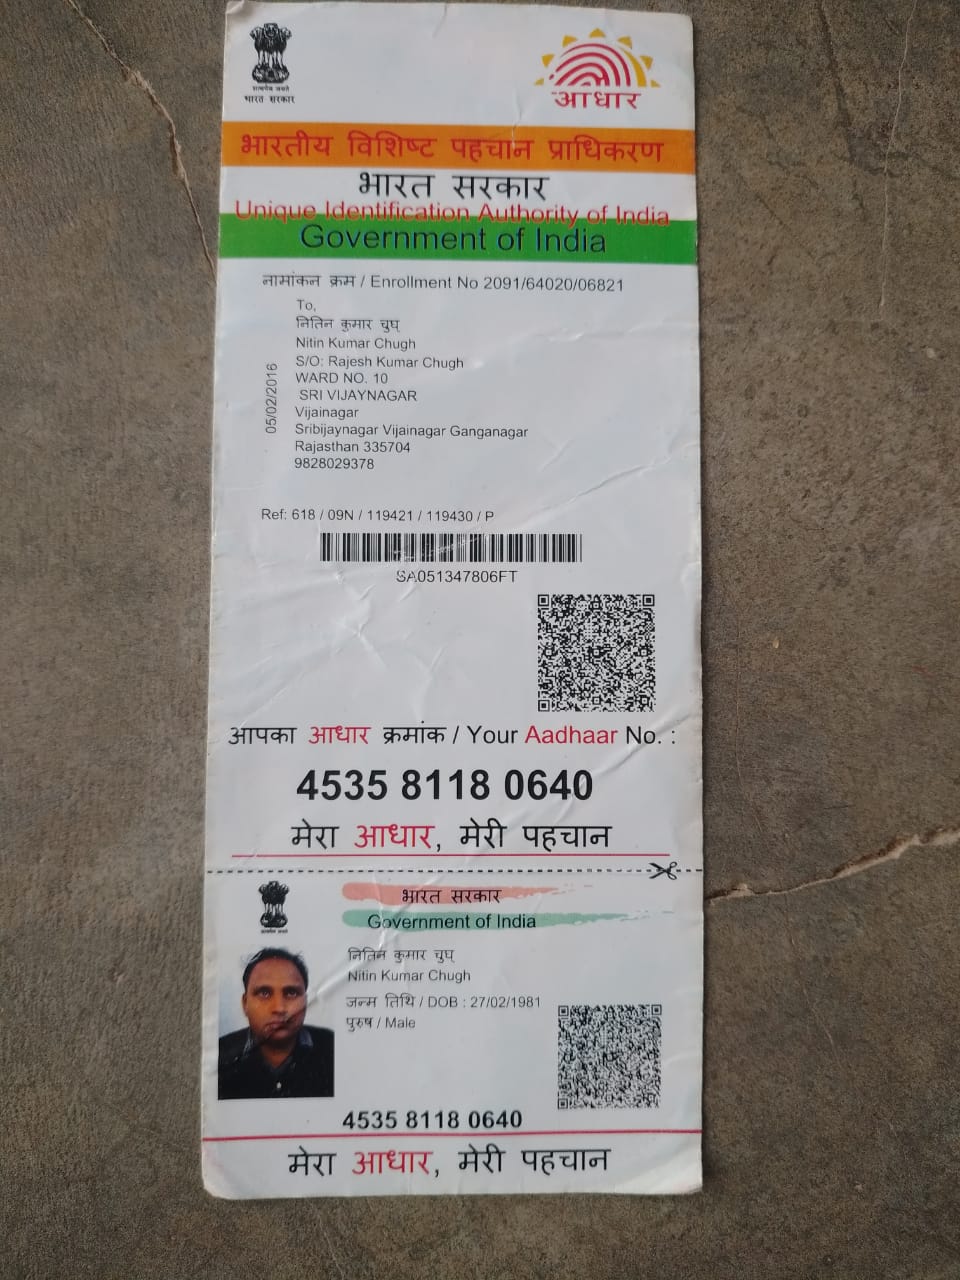 सत्यमेव जयते
भारत सरकार
आधार
भारतीय विशिष्ट पहचान प्राधिकरण
भारत सरकार
Unique Identification Authority of India
Government of India
नामांकन क्रम / Enrollment No 2091/64020/06821
To,
नितिन कुमार चुघ
Nitin Kumar Chugh
S/O: Rajesh Kumar Chugh
WARD NO. 10
SRI VIJAYNAGAR
Vijainagar
Sribijaynagar Vijainagar Ganganagar
Rajasthan 335704
9828029378
05/02/2016
Ref: 618 / 09N / 119421 / 119430 / P
SA051347806FT
आपका आधार क्रमांक / Your Aadhaar No. :
4535 8118 0640
मेरा आधार, मेरी पहचान
भारत सरकार
Government of India
नितिन कुमार चुघ
Nitin Kumar Chugh
जन्म तिथि / DOB : 27/02/1981
पुरुष / Male
4535 8118 0640
मेरा आधार, मेरी पहचान